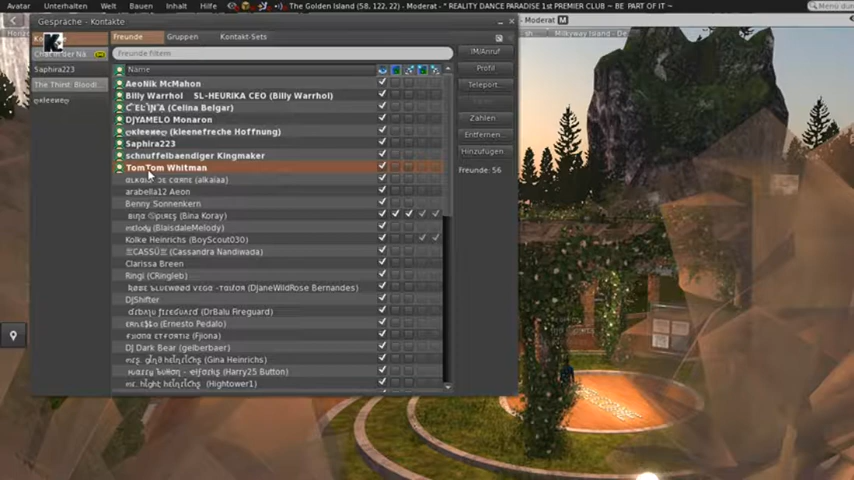 Avatar Unterhalten Welt Bauen Inhalt Hilfe The Golden Island (58, 122, 22) - Moderat - " REALITY DANCE PARADISE 1st PREMIER CLUB ~ BE PART OF IT ~
Gespräche - Kontakte
Moderat M
Milkyway Island - De
Freunde Gruppen Kontakt-Sets
Freunde filtern
Saphira223
The Thirst: Bloodl
Name
AeoNik McMahon
Billy Warrhol SL-HEURIKA CEO (Billy Warrhol)
(Celina Belgar)
DJYAMELO Monaron
(kleenefreche Hoffnung)
Saphira223
schnuffelbaendiger Kingmaker
TomTom Whitman
(alkaiaa)
arabella12 Aeon
Benny Sonnenkern
(Bina Koray)
(BlaisdaleMelody)
Kolke Heinrichs (BoyScout030)
(Cassandra Nandiwada)
Clarissa Breen
Ringi (CRingleb)
(DJaneWildRose Bernandes)
DJShifter
(DrBalu Fireguard)
(Ernesto Pedalo)
(Fjiona)
DJ Dark Bear (gelberbaer)
(Gina Heinrichs)
(Harry25 Button)
(Hightower1)
IM/Anruf
Profil
Teleport...
Zahlen
Entfernen...
Hinzufügen
Freunde: 56